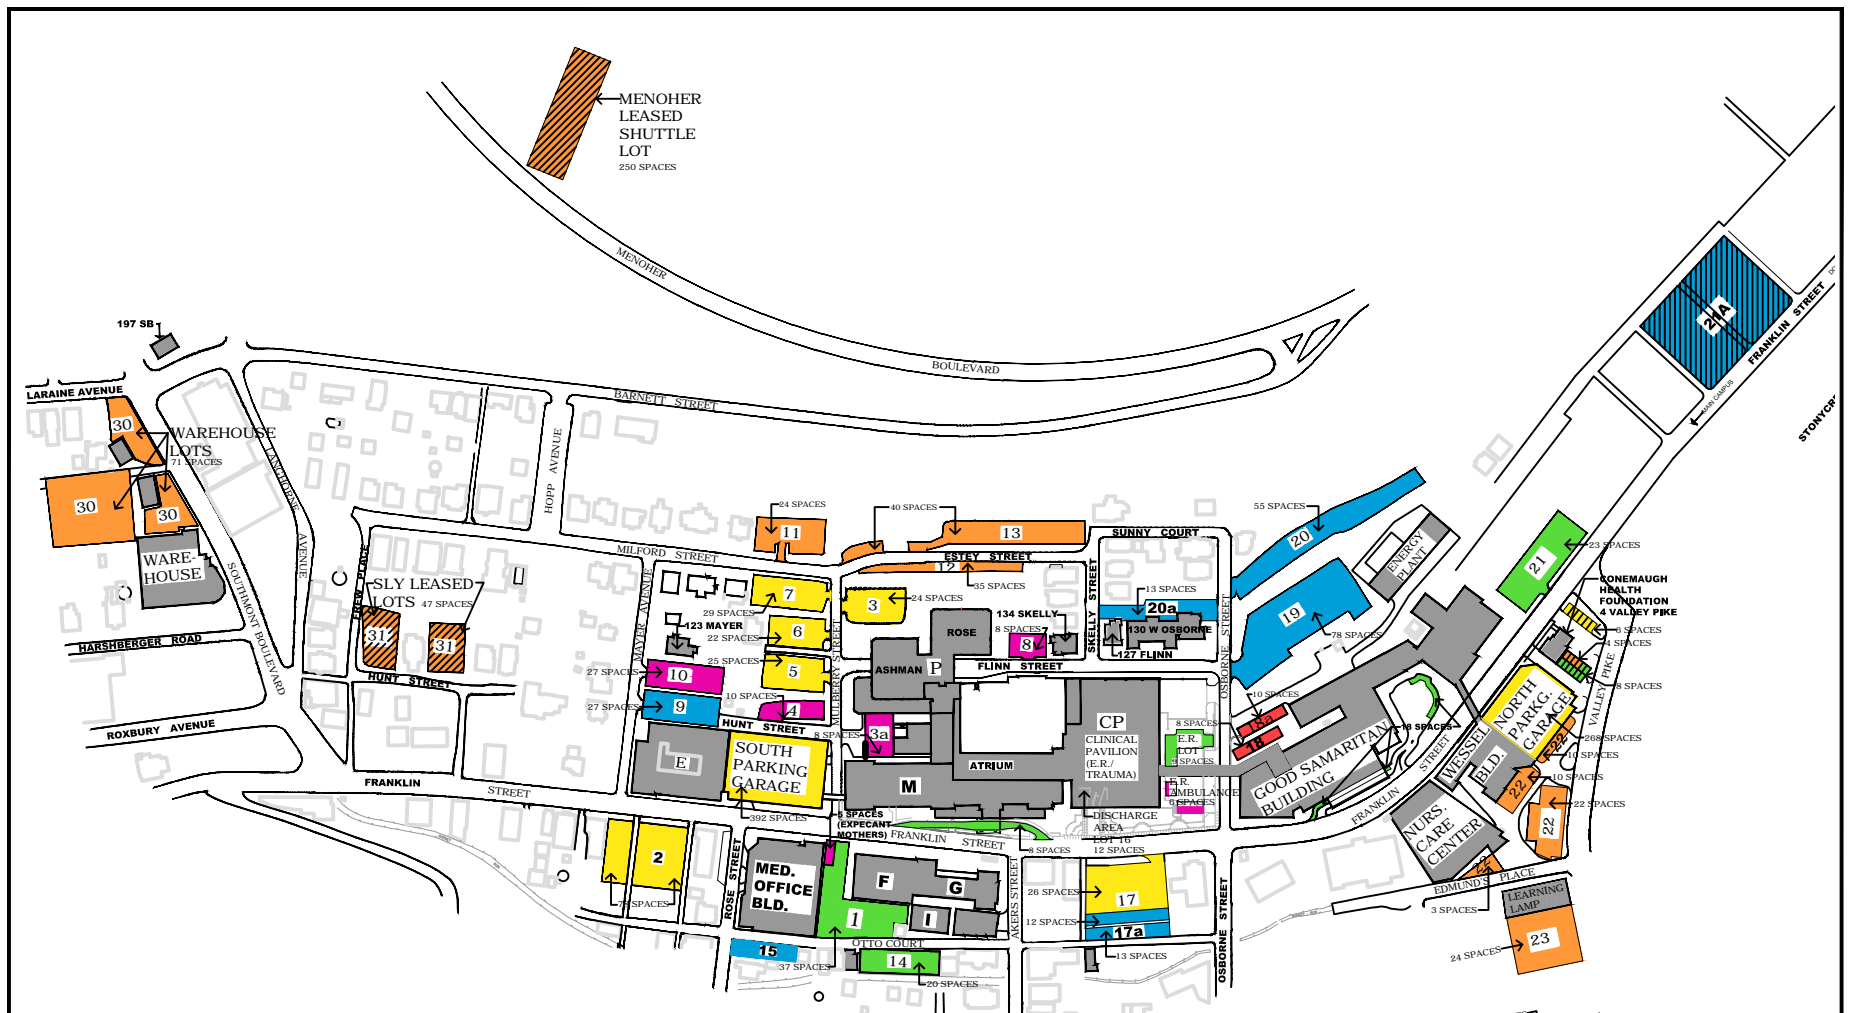 MENOHER
LEASED
SHUTTLE
LOT
250 SPACES
MENOHER
BOULEVARD
21A
FRANKLIN STREET
MAIN CAMPUS
STONYCR
197 SB
LARAINE AVENUE
30
WAREHOUSE
LOTS
71 SPACES
30
30
WARE-
HOUSE
LANGHORNE
AVENUE
SOUTHMONT BOULEVARD
HARSHBERGER ROAD
ROXBURY AVENUE
BARNETT STREET
HOPP AVENUE
SLY LEASED
LOTS 47 SPACES
31
31
HUNT STREET
FRANKLIN
STREET
MILFORD STREET
MAYER AVENUE
24 SPACES
11
40 SPACES
13
ESTEY STREET
12
35 SPACES
SUNNY COURT
SKELLY STREET
7
29 SPACES
3
24 SPACES
123 MAYER
22 SPACES
6
25 SPACES
5
27 SPACES
10
10 SPACES
4
27 SPACES
9
HUNT STREET
MULBERRY STREET
8 SPACES
3a
ROSE
ASHMAN
P
134 SKELLY
8 SPACES
8
FLINN STREET
13 SPACES
20a
130 W OSBORNE
127 FLINN
OSBORNE STREET
55 SPACES
20
19
78 SPACES
ENERGY
PLANT
21
23 SPACES
CONEMAUGH
HEALTH
FOUNDATION
4 VALLEY PIKE
6 SPACES
4 SPACES
8 SPACES
VALLEY PIKE
NORTH
PARKG.
GARAGE
268 SPACES
22
10 SPACES
10 SPACES
22
22 SPACES
22
WESSEL
BLD.
E
SOUTH
PARKING
GARAGE
392 SPACES
M
ATRIUM
CP
CLINICAL
PAVILION
(E.R./
TRAUMA)
8 SPACES
E.R.
LOT
9 SPACES
E.R.
AMBULANCE
6 SPACES
10 SPACES
18a
18
18 SPACES
GOOD SAMARITAN
BUILDING
FRANKLIN
STREET
NURS.
CARE
CENTER
22
3 SPACES
EDMUND'S PLACE
LEARNING
LAMP
23
24 SPACES
DISCHARGE
AREA
LOT 16
12 SPACES
5 SPACES
(EXPECANT
MOTHERS)
FRANKLIN STREET
8 SPACES
2
78 SPACES
ROSE STREET
MED.
OFFICE
BLD.
1
F
G
I
AKERS STREET
26 SPACES
17
12 SPACES
17a
13 SPACES
OSBORNE STREET
15
37 SPACES
OTTO COURT
14
20 SPACES